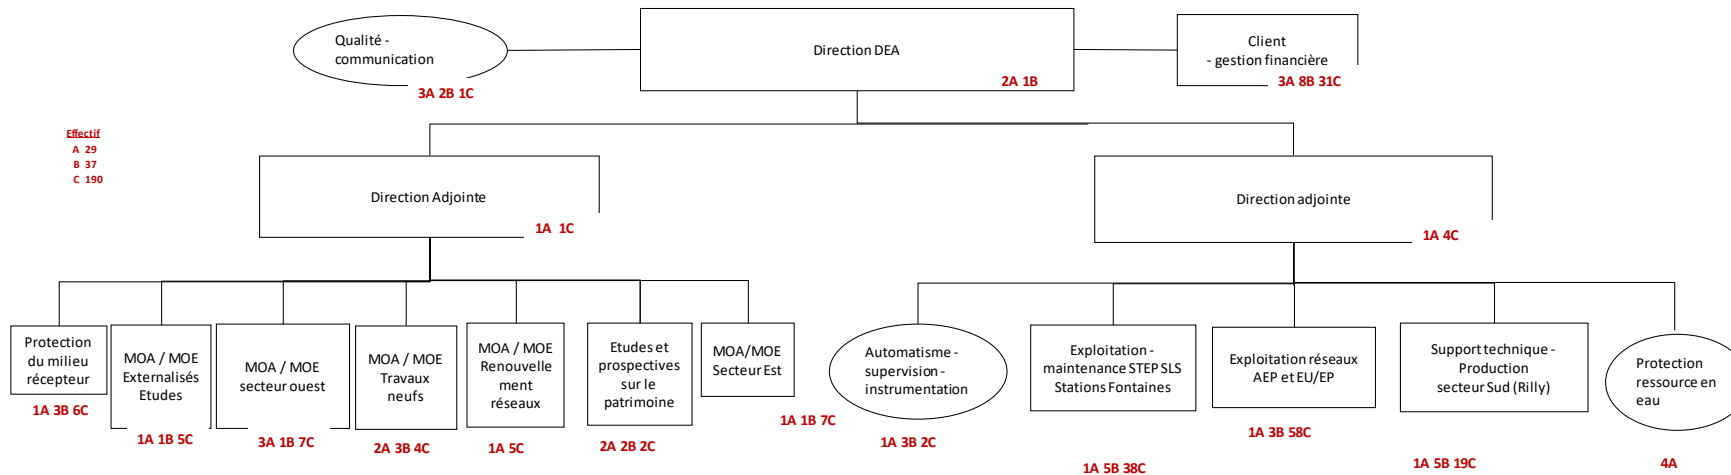 Qualité -
communication
3A 2B 1C
Direction DEA
2A 1B
Client
- gestion financière
3A 8B 31C
Effectif
A 29
B 37
C 190
Direction Adjointe
1A 1C
Direction adjointe
1A 4C
Protection
du milieu
récepteur
1A 3B 6C
MOA / MOE
Externalisés
Etudes
1A 1B 5C
MOA / MOE
secteur ouest
3A 1B 7C
MOA / MOE
Travaux
neufs
2A 3B 4C
MOA / MOE
Renouvelle
ment
réseaux
1A 5C
Etudes et
prospectives
sur le
patrimoine
2A 2B 2C
MOA/MOE
Secteur Est
1A 1B 7C
Automatisme -
supervision -
instrumentation
1A 3B 2C
Exploitation -
maintenance STEP SLS
Stations Fontaines
1A 5B 38C
Exploitation réseaux
AEP et EU/EP
1A 3B 58C
Support technique -
Production
secteur Sud (Rilly)
1A 5B 19C
Protection
ressource en
eau
4A